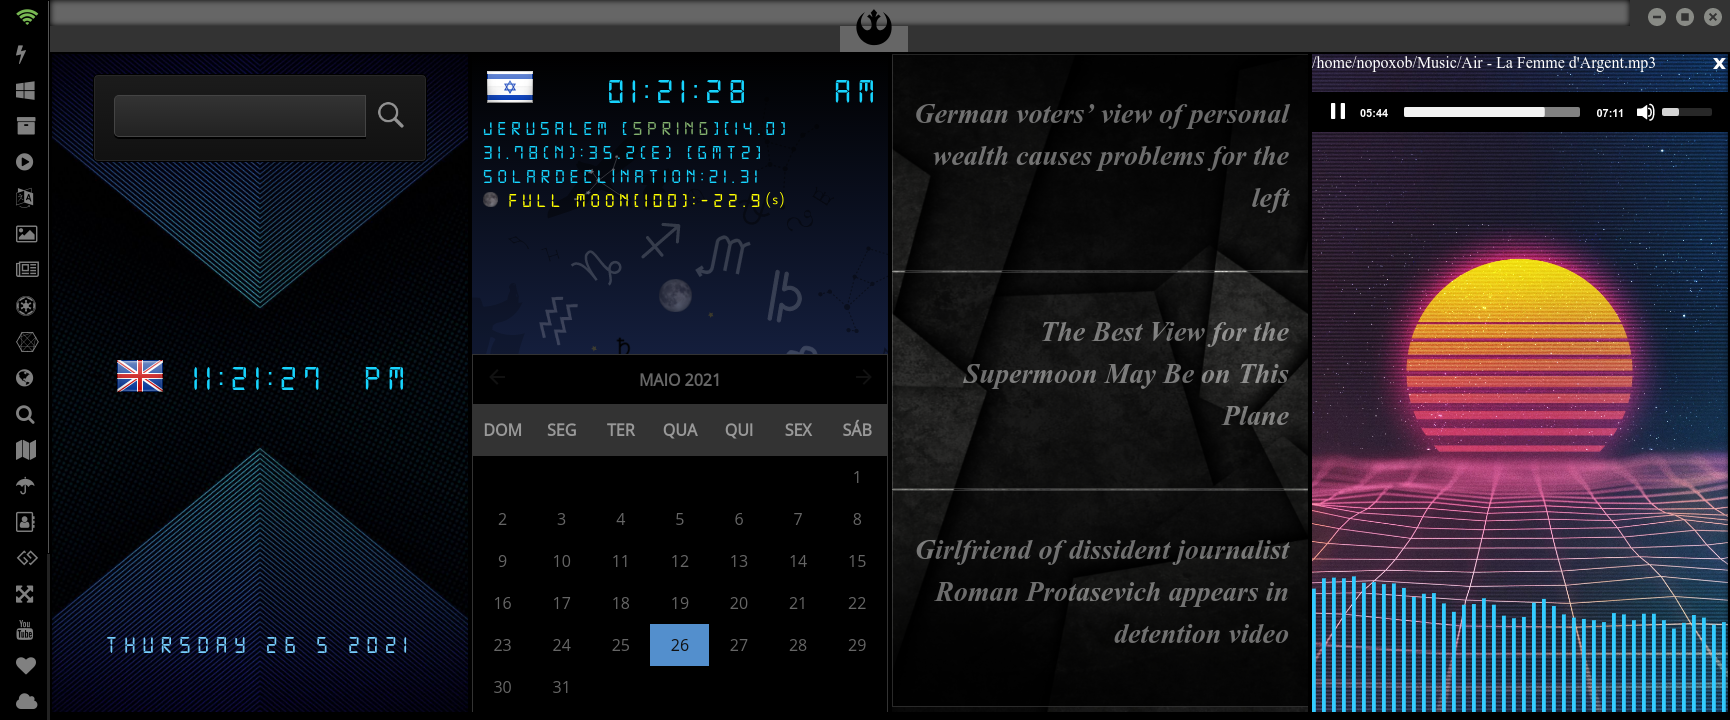 11:21:27 PM
THURSDAY 26 5 2021
01:21:28 AM
JERUSALEM [SPRING][14.0]
31.78(N):35.2(E) [GMT2]
SOLARDECLINATION:21.31
FULL MOON[100]:-22.9(s)
MAIO 2021
DOM SEG TER QUA QUI SEX SÁB
1
2 3 4 5 6 7 8
9 10 11 12 13 14 15
16 17 18 19 20 21 22
23 24 25 26 27 28 29
30 31
German voters’ view of personal
wealth causes problems for the
left
The Best View for the
Supermoon May Be on This
Plane
Girlfriend of dissident journalist
Roman Protasevich appears in
detention video
/home/nopoxob/Music/Air - La Femme d'Argent.mp3 x
05:44 07:11
You
Tube